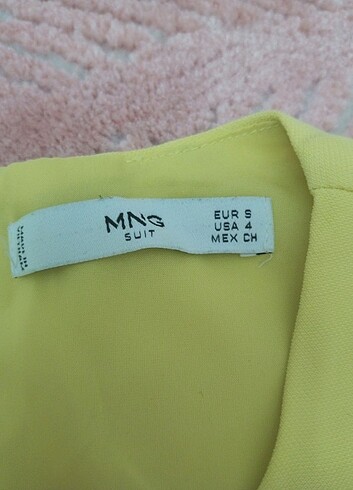 MNG
SUIT
EUR S
USA 4
MEX CH